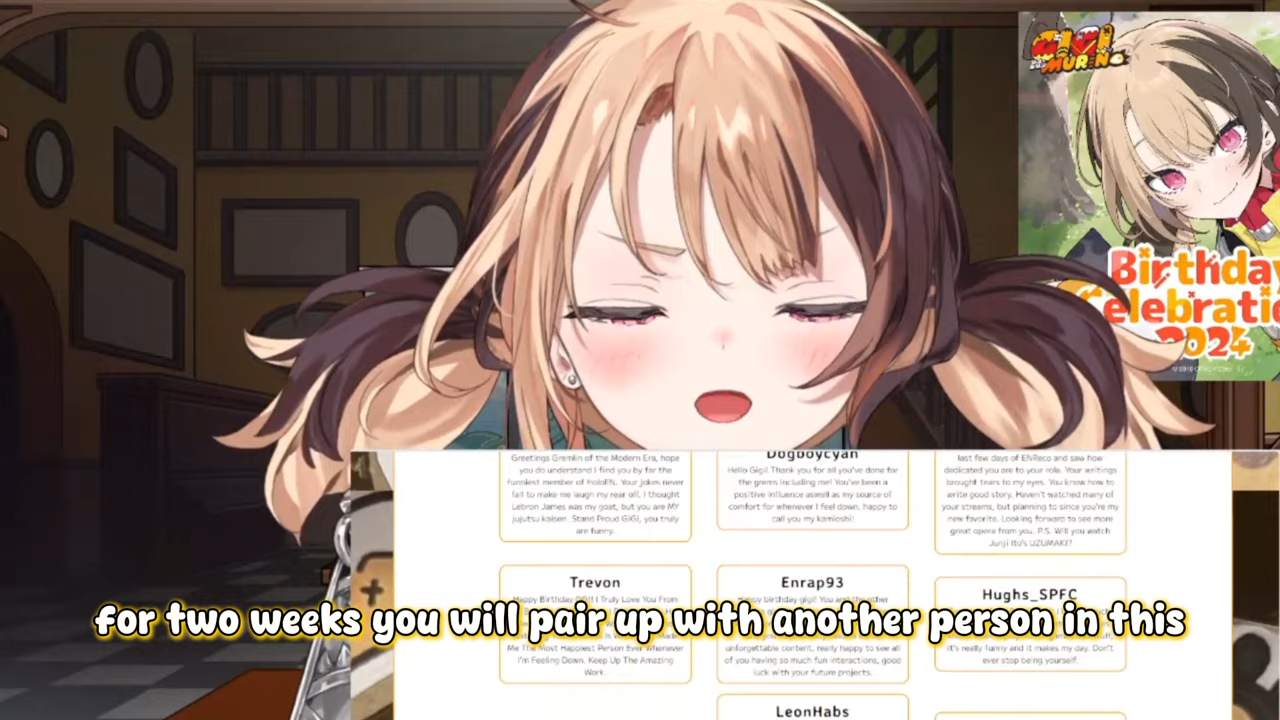 GIGI
MURIN
Birthday
Celebratio
2024
Greetings Gremlin of the Modern Era, hope
you do understand I find you by far the
funniest member of HoloEN. Your jokes never
fail to make me laugh my rear off. I thought
Lebron James was my goat, but you are MY
jujutsu kaisen. Stand Proud GIGI, you truly
are funny.
Dogboycyan
Hello Gigi! Thank you for all you've done for
the grems including me! You've been a
positive influence aswell as my source of
comfort for whenever I feel down, happy to
call you my kamioshi!
last few days of ENReco and saw how
dedicated you are to your role. Your writings
brought tears to my eyes. You know how to
write good story. Haven't watched many of
your streams, but planning to since you're my
new favorite. Looking forward to see more
great opera from you. P.S. Will you watch
Junji Ito's UZUMAKI?
Trevon
Happy Birthday GIGI! I Truly Love You From
Me The Most Happiest Person Ever Whenever
I'm Feeling Down. Keep Up The Amazing
Work.
Enrap93
unforgettable content, really happy to see all
of you having so much fun interactions, good
luck with your future projects.
Hughs_SPFC
it's really funny and it makes my day. Don't
ever stop being yourself.
LeonHabs
for two weeks you will pair up with another person in this